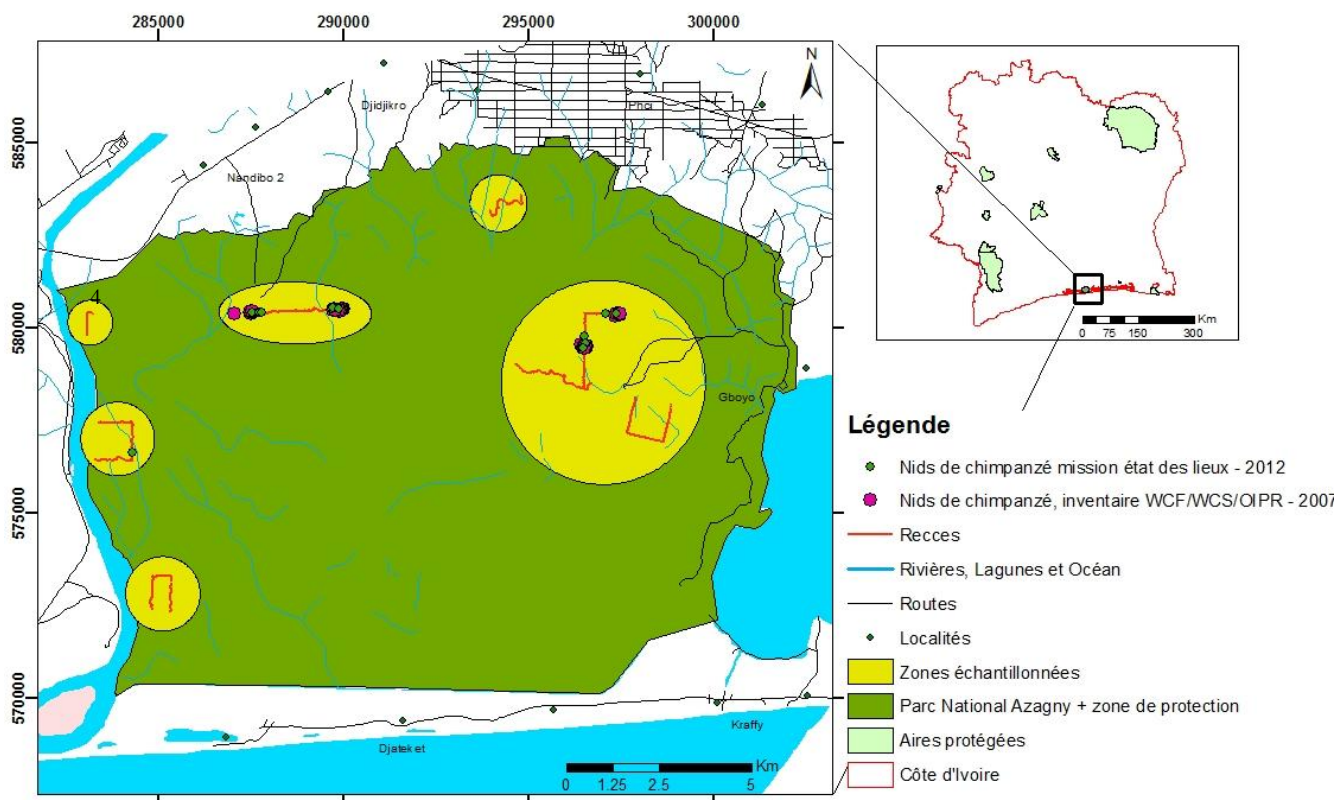 285000 290000 295000 300000
585000
580000
575000
570000
N
Djidjikro
Nandibo 2
4
Gboyo
Kraffy
Djateket
Km
0 1.25 2.5 5
Km
0 75 150 300
Légende
Nids de chimpanzé mission état des lieux - 2012
Nids de chimpanzé, inventaire WCF/WCS/OIPR - 2007
Recces
Rivières, Lagunes et Océan
Routes
Localités
Zones échantillonnées
Parc National Azagny + zone de protection
Aires protégées
Côte d'Ivoire